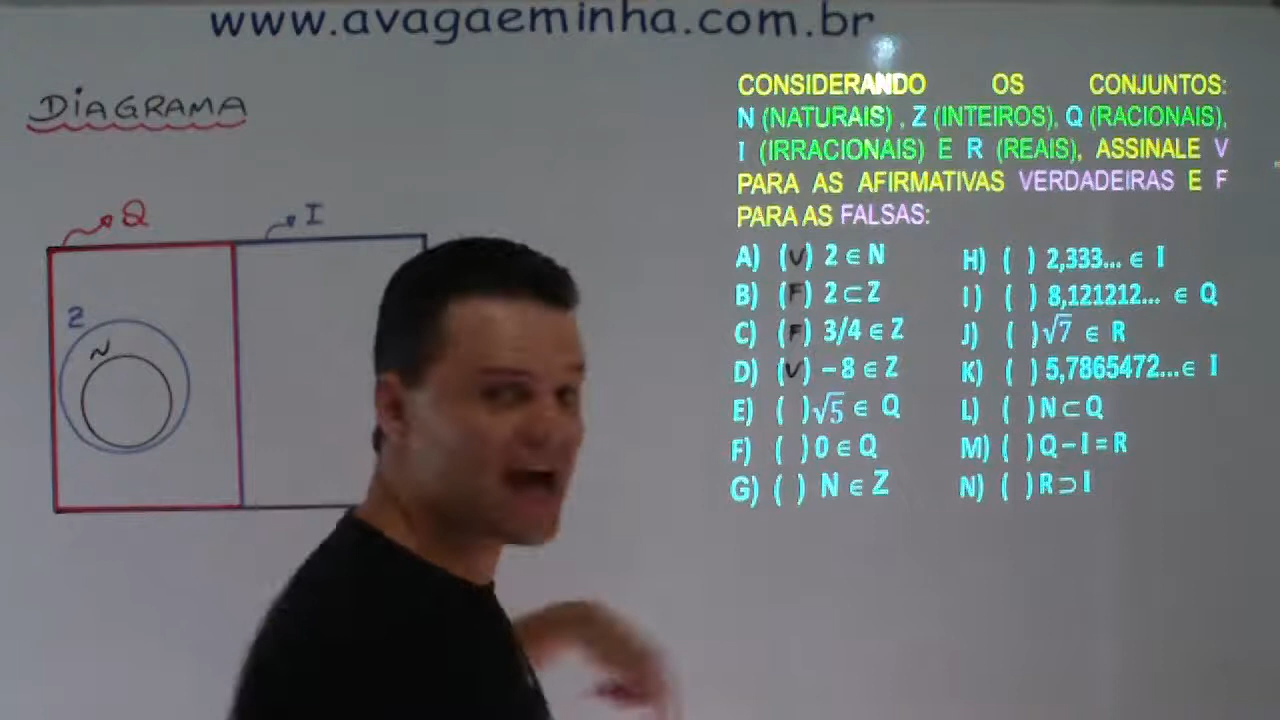 www.avagaeminha.com.br
DIAGRAMA
Q
I
Z
N
CONSIDERANDO OS CONJUNTOS:
N (NATURAIS) , Z (INTEIROS), Q (RACIONAIS),
I (IRRACIONAIS) E R (REAIS), ASSINALE V
PARA AS AFIRMATIVAS VERDADEIRAS E F
PARA AS FALSAS:
A) (V) 2 ∈ N
B) (F) 2 ⊂ Z
C) (F) 3/4 ∈ Z
D) (V) −8 ∈ Z
E) ( ) √5 ∈ Q
F) ( ) 0 ∈ Q
G) ( ) N ∈ Z
H) ( ) 2,333... ∈ I
I) ( ) 8,121212... ∈ Q
J) ( ) √7 ∈ R
K) ( ) 5,7865472... ∈ I
L) ( ) N ⊂ Q
M) ( ) Q − I = R
N) ( ) R ⊃ I